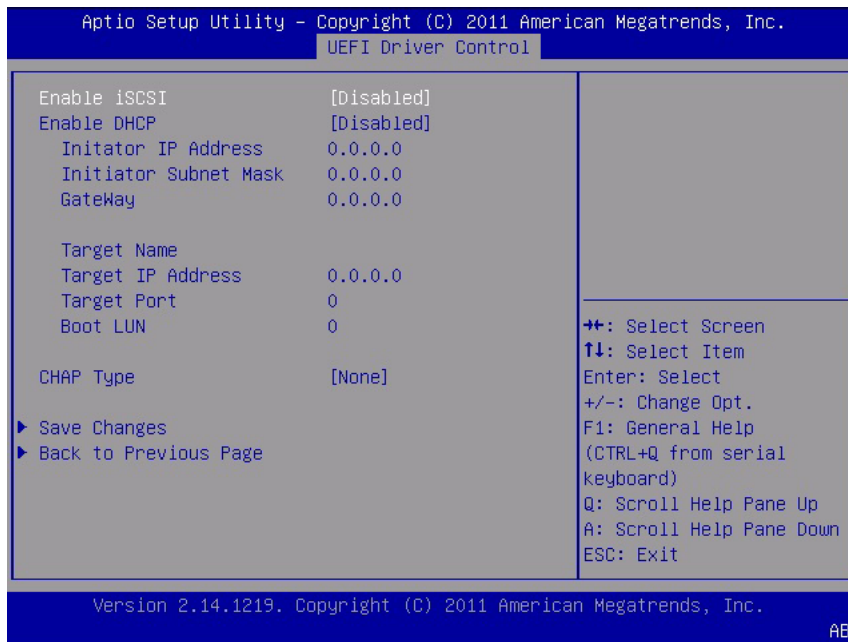 Aptio Setup Utility – Copyright (C) 2011 American Megatrends, Inc.
UEFI Driver Control
Enable iSCSI [Disabled]
Enable DHCP [Disabled]
Initator IP Address 0.0.0.0
Initiator Subnet Mask 0.0.0.0
GateWay 0.0.0.0
Target Name
Target IP Address 0.0.0.0
Target Port 0
Boot LUN 0
CHAP Type [None]
Save Changes
Back to Previous Page
→←: Select Screen
↑↓: Select Item
Enter: Select
+/-: Change Opt.
F1: General Help
(CTRL+Q from serial
keyboard)
Q: Scroll Help Pane Up
A: Scroll Help Pane Down
ESC: Exit
Version 2.14.1219. Copyright (C) 2011 American Megatrends, Inc.
AB